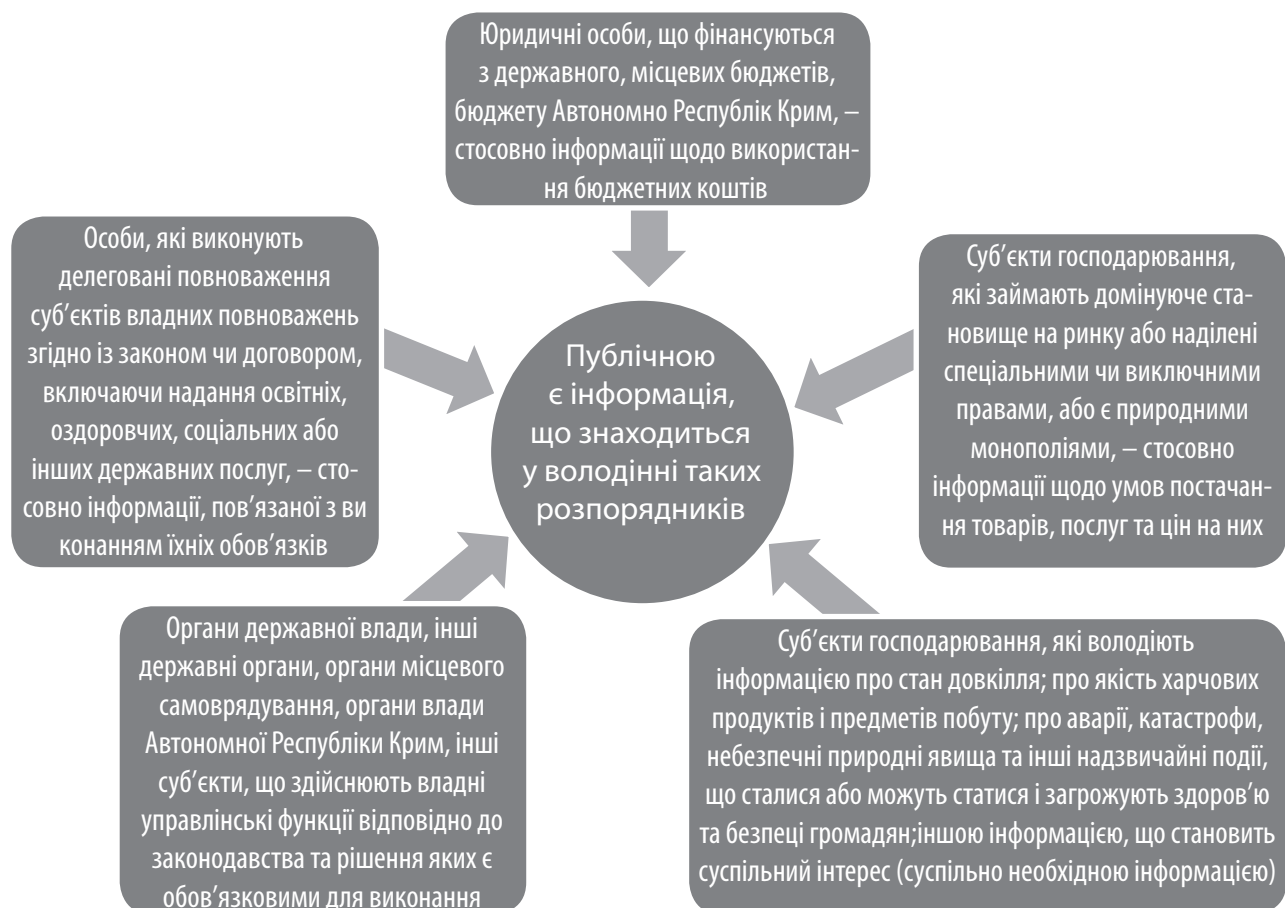 Юридичні особи, що фінансуються
з державного, місцевих бюджетів,
бюджету Автономно Республік Крим, –
стосовно інформації щодо використан-
ня бюджетних коштів
Особи, які виконують
делеговані повноваження
суб’єктів владних повноважень
згідно із законом чи договором,
включаючи надання освітніх,
оздоровчих, соціальних або
інших державних послуг, – сто-
совно інформації, пов’язаної з ви
конанням їхніх обов’язків
Публічною
є інформація,
що знаходиться
у володінні таких
розпорядників
Суб’єкти господарювання,
які займають домінуюче ста-
новище на ринку або наділені
спеціальними чи виключними
правами, або є природними
монополіями, – стосовно
інформації щодо умов постачан-
ня товарів, послуг та цін на них
Органи державної влади, інші
державні органи, органи місцевого
самоврядування, органи влади
Автономної Республіки Крим, інші
суб’єкти, що здійснюють владні
управлінські функції відповідно до
законодавства та рішення яких є
обов’язковими для виконання
Суб’єкти господарювання, які володіють
інформацією про стан довкілля; про якість харчових
продуктів і предметів побуту; про аварії, катастрофи,
небезпечні природні явища та інші надзвичайні події,
що сталися або можуть статися і загрожують здоров’ю
та безпеці громадян;іншою інформацією, що становить
суспільний інтерес (суспільно необхідною інформацією)